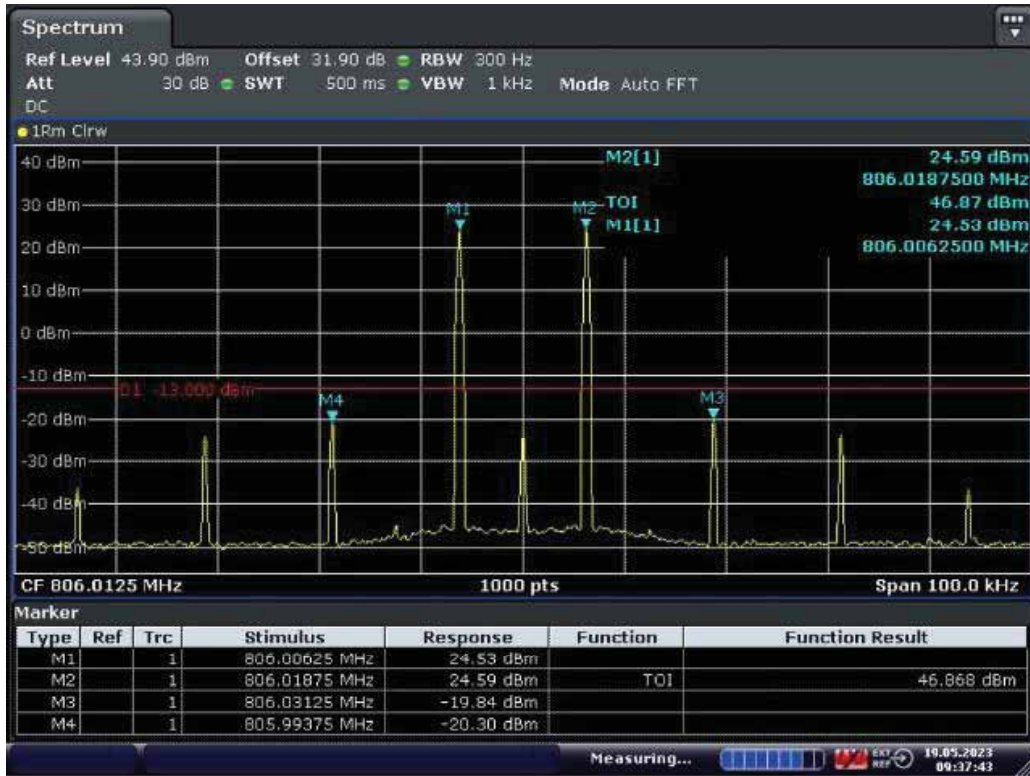 Spectrum
Ref Level 43.90 dBm Offset 31.90 dB RBW 300 Hz
Att 30 dB SWT 500 ms VBW 1 kHz Mode Auto FFT
DC
1Rm Clrw
40 dBm M2[1] 24.59 dBm
806.0187500 MHz
30 dBm M1 M2 TOI 46.87 dBm
M1[1] 24.53 dBm
20 dBm 806.0062500 MHz
10 dBm
0 dBm
-10 dBm
D1 -13.000 dBm
M4 M3
-20 dBm
-30 dBm
-40 dBm
-50 dBm
CF 806.0125 MHz 1000 pts Span 100.0 kHz
Marker
Type Ref Trc Stimulus Response Function Function Result
M1 1 806.00625 MHz 24.53 dBm
M2 1 806.01875 MHz 24.59 dBm TOI 46.868 dBm
M3 1 806.03125 MHz -19.84 dBm
M4 1 805.99375 MHz -20.30 dBm
Measuring... EXT REF 19.05.2023
09:37:43